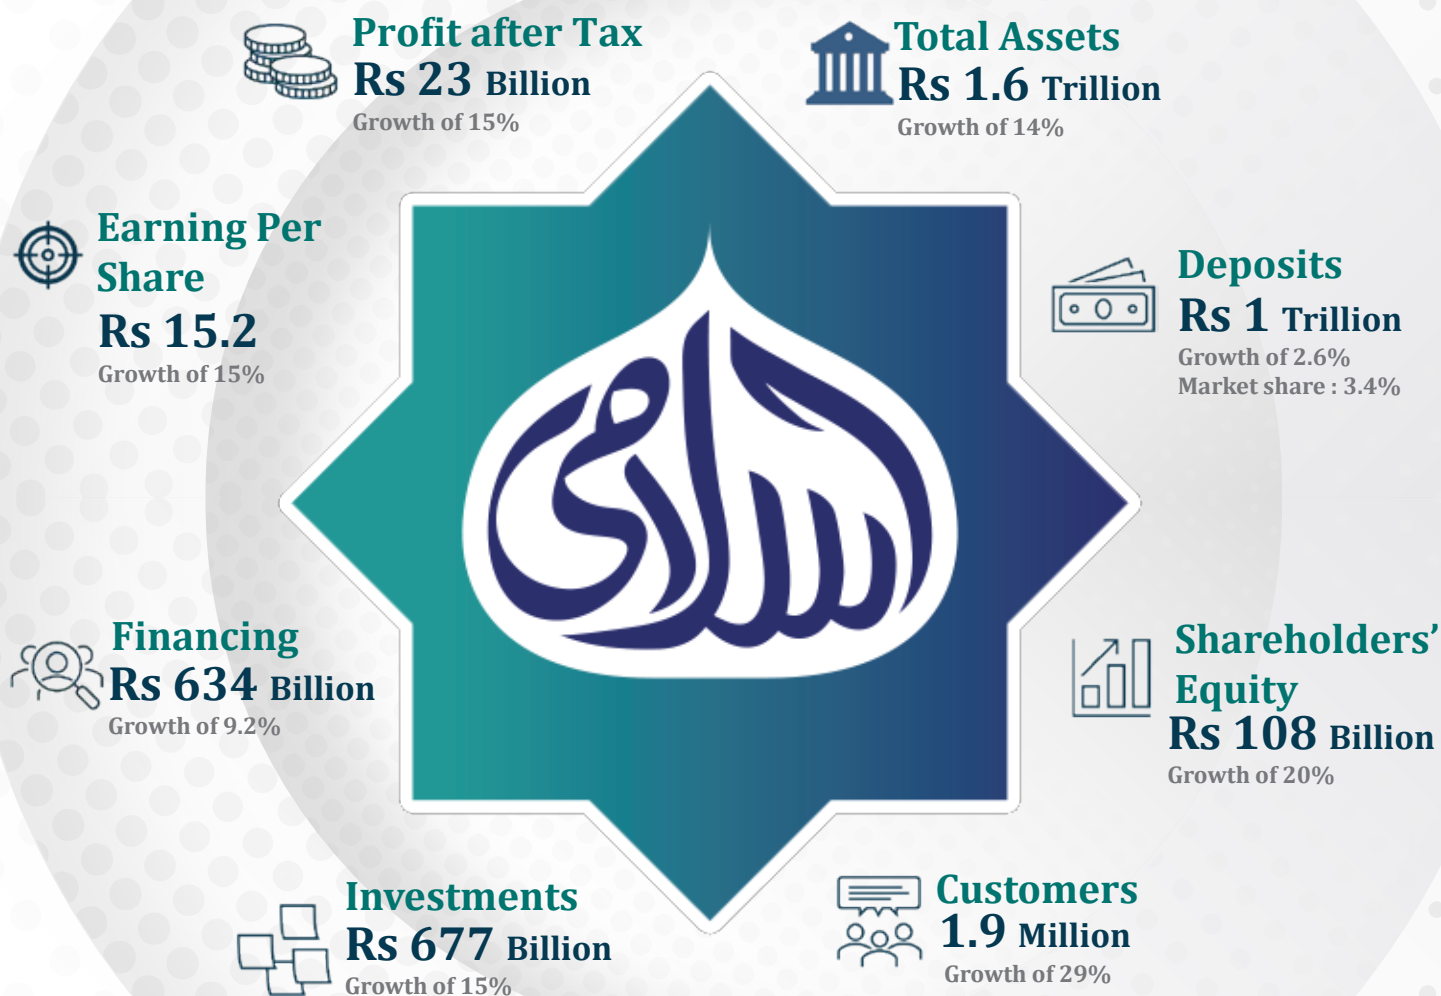 Profit after Tax
Rs 23 Billion
Growth of 15%
Total Assets
Rs 1.6 Trillion
Growth of 14%
Earning Per
Share
Rs 15.2
Growth of 15%
Deposits
Rs 1 Trillion
Growth of 2.6%
Market share : 3.4%
اسلامی
Financing
Rs 634 Billion
Growth of 9.2%
Shareholders’
Equity
Rs 108 Billion
Growth of 20%
Investments
Rs 677 Billion
Growth of 15%
Customers
1.9 Million
Growth of 29%